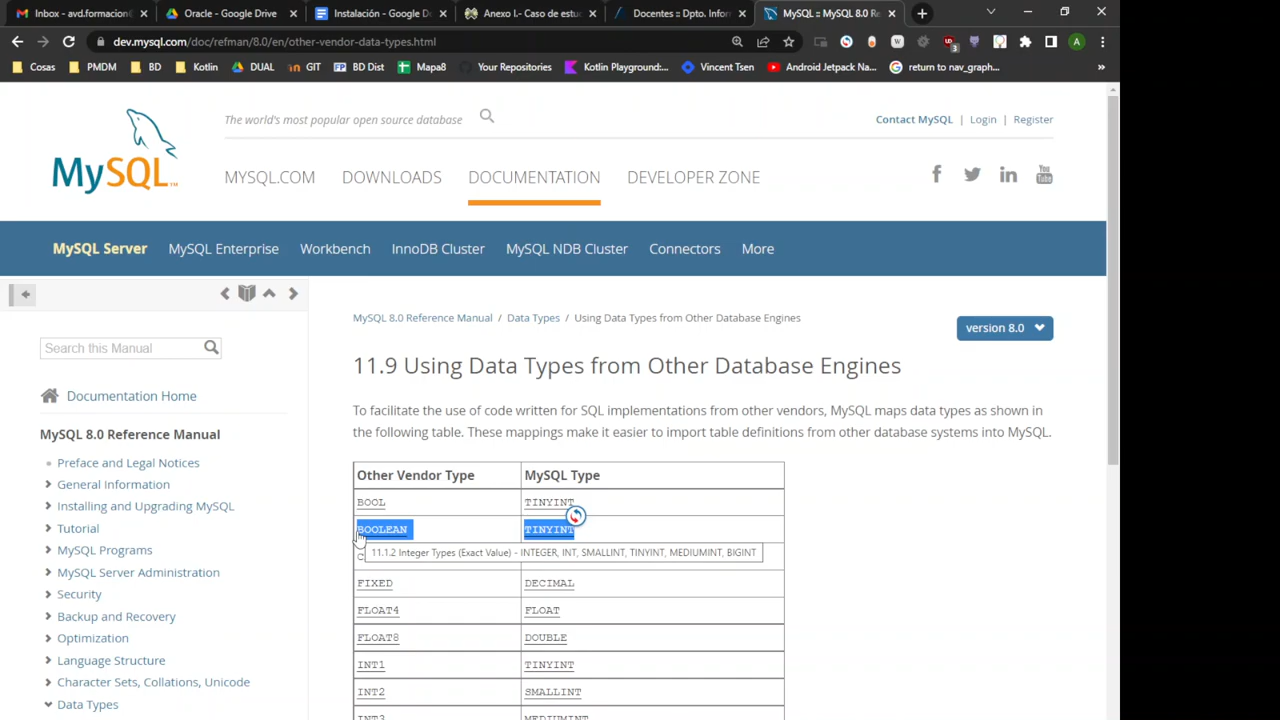 Inbox - avd.formacion
Oracle - Google Drive
Instalación - Google D
Anexo I.- Caso de estu
Docentes :: Dpto. Infor
MySQL :: MySQL 8.0 Re
dev.mysql.com/doc/refman/8.0/en/other-vendor-data-types.html
W
3
A
Cosas
PMDM
BD
Kotlin
DUAL
GIT
FP BD Dist
Mapa8
Your Repositories
Kotlin Playground:...
Vincent Tsen
Android Jetpack Na...
return to nav_graph...
»
MySQL™
The world's most popular open source database
Contact MySQL | Login | Register
MYSQL.COM DOWNLOADS DOCUMENTATION DEVELOPER ZONE
You Tube
MySQL Server MySQL Enterprise Workbench InnoDB Cluster MySQL NDB Cluster Connectors More
Search this Manual
Documentation Home
MySQL 8.0 Reference Manual
Preface and Legal Notices
General Information
Installing and Upgrading MySQL
Tutorial
MySQL Programs
MySQL Server Administration
Security
Backup and Recovery
Optimization
Language Structure
Character Sets, Collations, Unicode
Data Types
MySQL 8.0 Reference Manual / Data Types / Using Data Types from Other Database Engines
version 8.0
11.9 Using Data Types from Other Database Engines
To facilitate the use of code written for SQL implementations from other vendors, MySQL maps data types as shown in
the following table. These mappings make it easier to import table definitions from other database systems into MySQL.
Other Vendor Type MySQL Type
BOOL TINYINT
BOOLEAN TINYINT
11.1.2 Integer Types (Exact Value) - INTEGER, INT, SMALLINT, TINYINT, MEDIUMINT, BIGINT
FIXED DECIMAL
FLOAT4 FLOAT
FLOAT8 DOUBLE
INT1 TINYINT
INT2 SMALLINT
INT3 MEDIUMINT